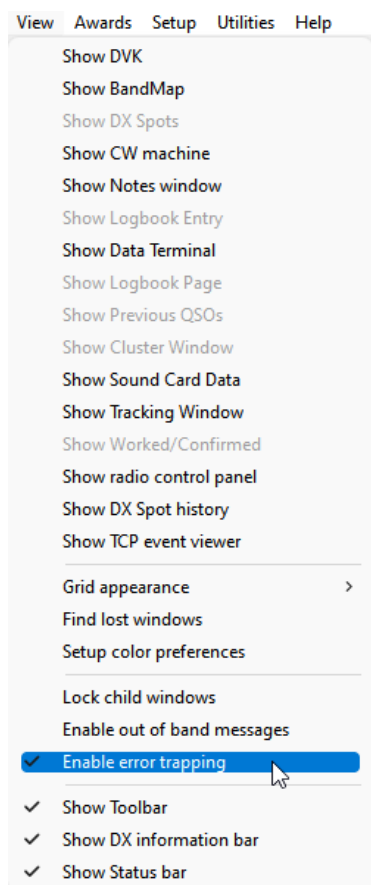 View Awards Setup Utilities Help
Show DVK
Show BandMap
Show DX Spots
Show CW machine
Show Notes window
Show Logbook Entry
Show Data Terminal
Show Logbook Page
Show Previous QSOs
Show Cluster Window
Show Sound Card Data
Show Tracking Window
Show Worked/Confirmed
Show radio control panel
Show DX Spot history
Show TCP event viewer
Grid appearance
Find lost windows
Setup color preferences
Lock child windows
Enable out of band messages
Enable error trapping
Show Toolbar
Show DX information bar
Show Status bar